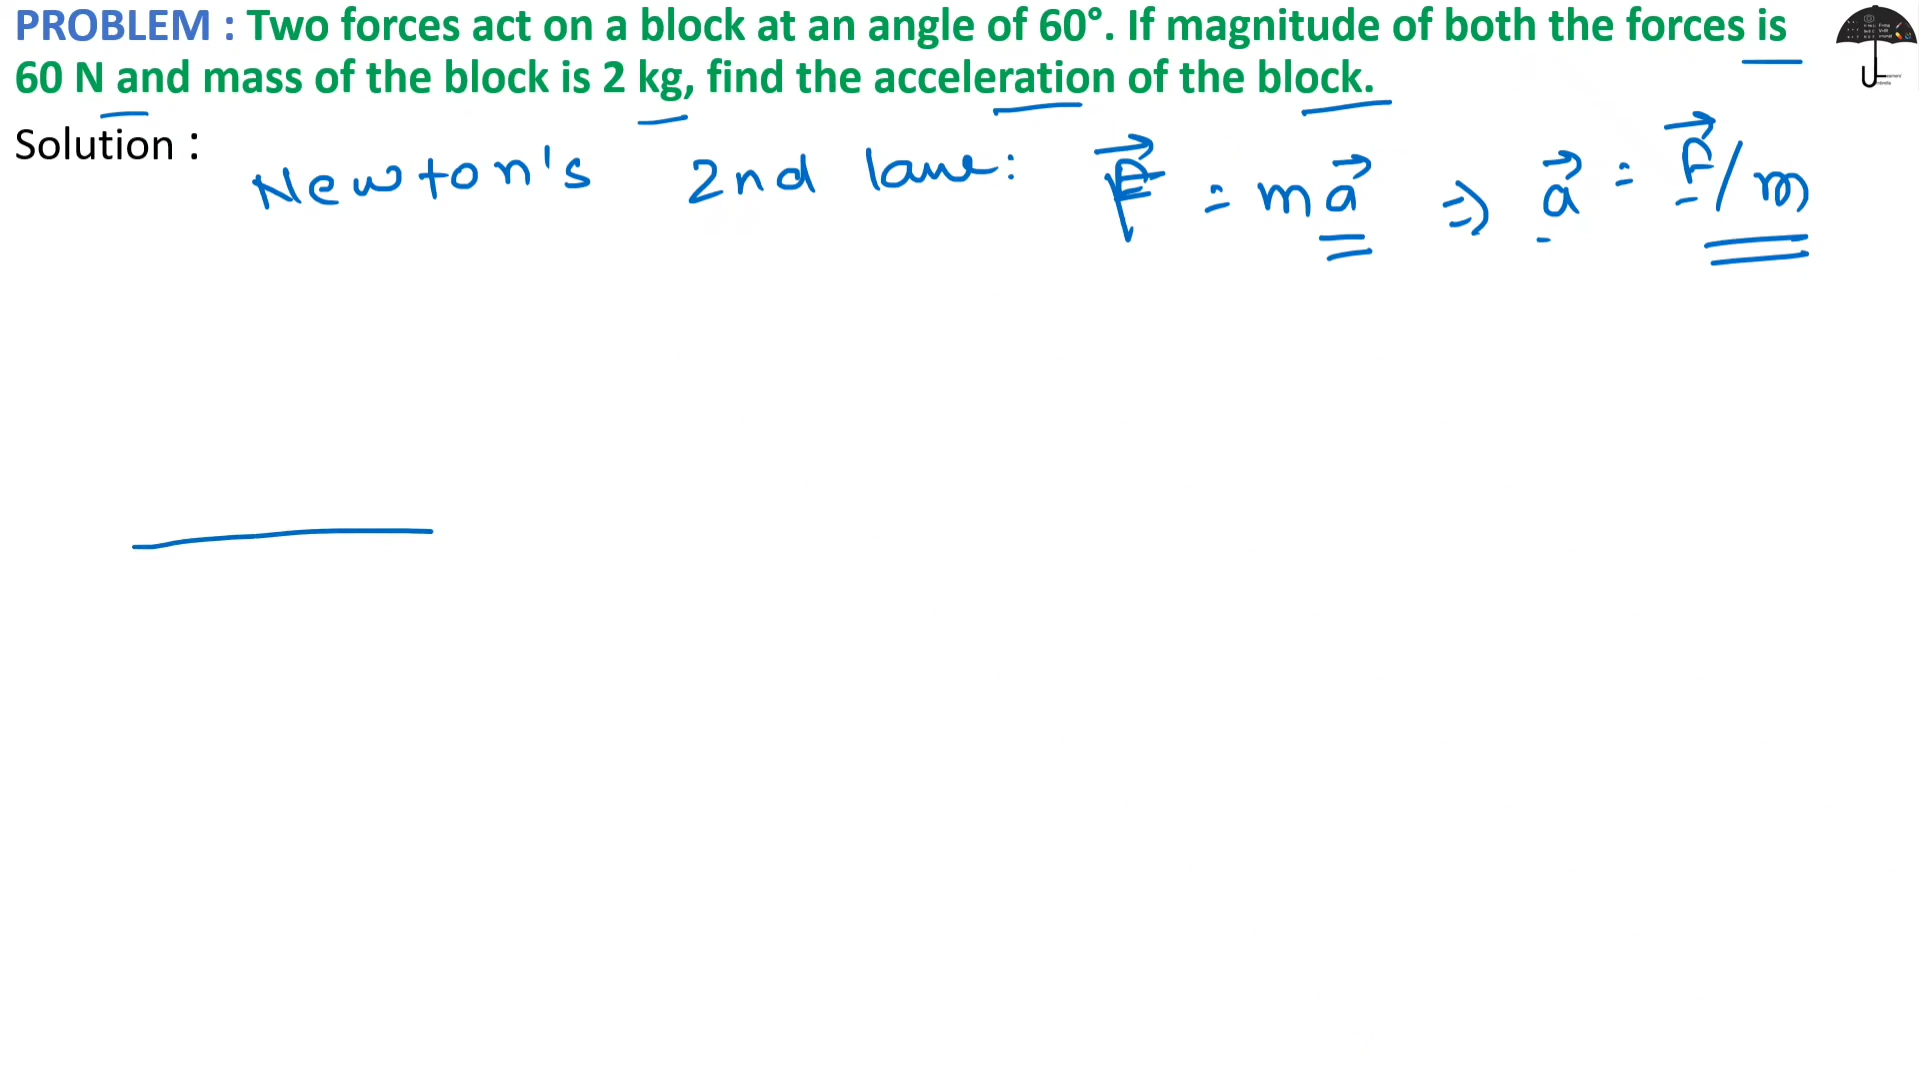 PROBLEM : Two forces act on a block at an angle of 60°. If magnitude of both the forces is
60 N and mass of the block is 2 kg, find the acceleration of the block.
Solution :
Newton's 2nd law: F⃗ = ma⃗ ⇒ a⃗ = F⃗/m